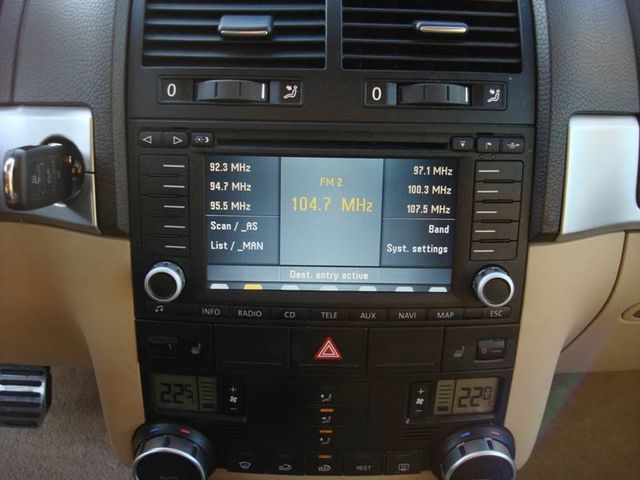 0
0
92.3 MHz
94.7 MHz
95.5 MHz
Scan / _AS
List / _MAN
FM 2
104.7 MHz
97.1 MHz
100.3 MHz
107.5 MHz
Band
Syst. settings
Dest. entry active
INFO RADIO CD TELE AUX NAVI MAP ESC
22.5
22.0
REST